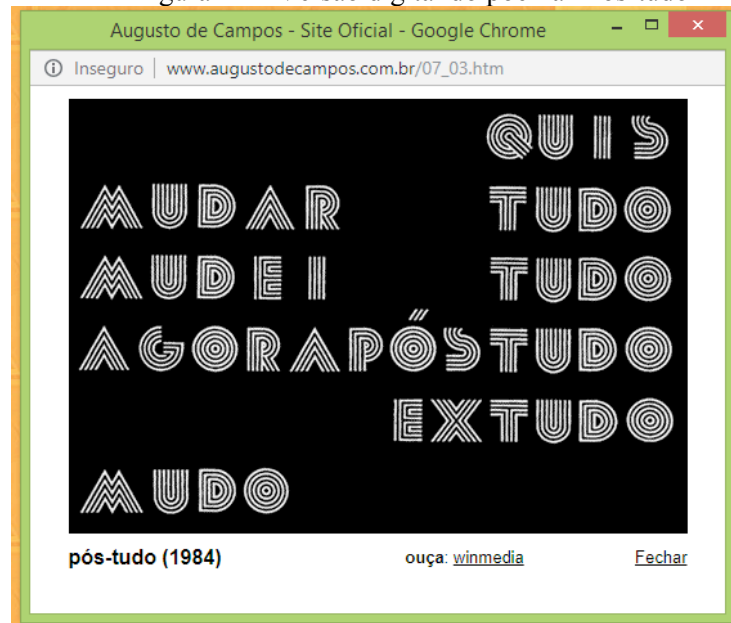 Augusto de Campos - Site Oficial - Google Chrome
Inseguro | www.augustodecampos.com.br/07_03.htm
QUIS
MUDAR TUDO
MUDEI TUDO
AGORAPÓSTUDO
EXTUDO
MUDO
pós-tudo (1984) ouça: winmedia Fechar